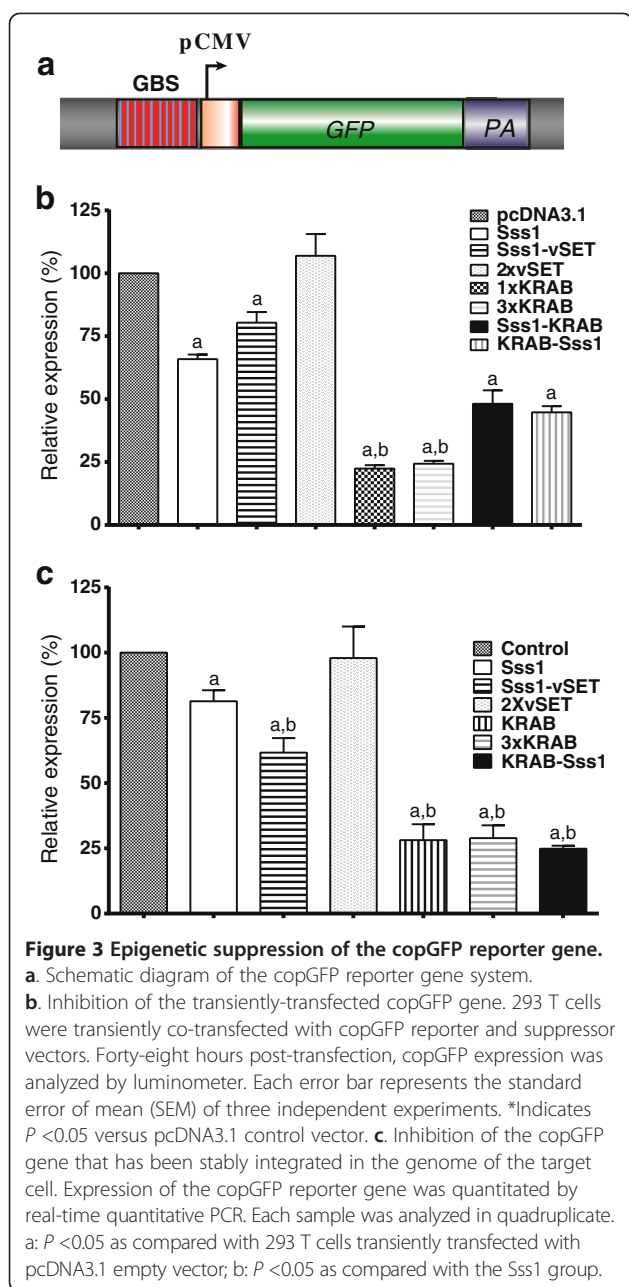 a
pCMV
GBS
GFP
PA
b
Relative expression (%)
125
100
75
50
25
0
a
a
a,b
a,b
a
a
pcDNA3.1
Sss1
Sss1-vSET
2xvSET
1xKRAB
3xKRAB
Sss1-KRAB
KRAB-Sss1
c
Relative expression (%)
125
100
75
50
25
0
a
a,b
a,b
a,b
a,b
Control
Sss1
Sss1-vSET
2XvSET
KRAB
3xKRAB
KRAB-Sss1
Figure 3 Epigenetic suppression of the copGFP reporter gene.
a. Schematic diagram of the copGFP reporter gene system.
b. Inhibition of the transiently-transfected copGFP gene. 293 T cells
were transiently co-transfected with copGFP reporter and suppressor
vectors. Forty-eight hours post-transfection, copGFP expression was
analyzed by luminometer. Each error bar represents the standard
error of mean (SEM) of three independent experiments. *Indicates
P <0.05 versus pcDNA3.1 control vector. c. Inhibition of the copGFP
gene that has been stably integrated in the genome of the target
cell. Expression of the copGFP reporter gene was quantitated by
real-time quantitative PCR. Each sample was analyzed in quadruplicate.
a: P <0.05 as compared with 293 T cells transiently transfected with
pcDNA3.1 empty vector; b: P <0.05 as compared with the Sss1 group.